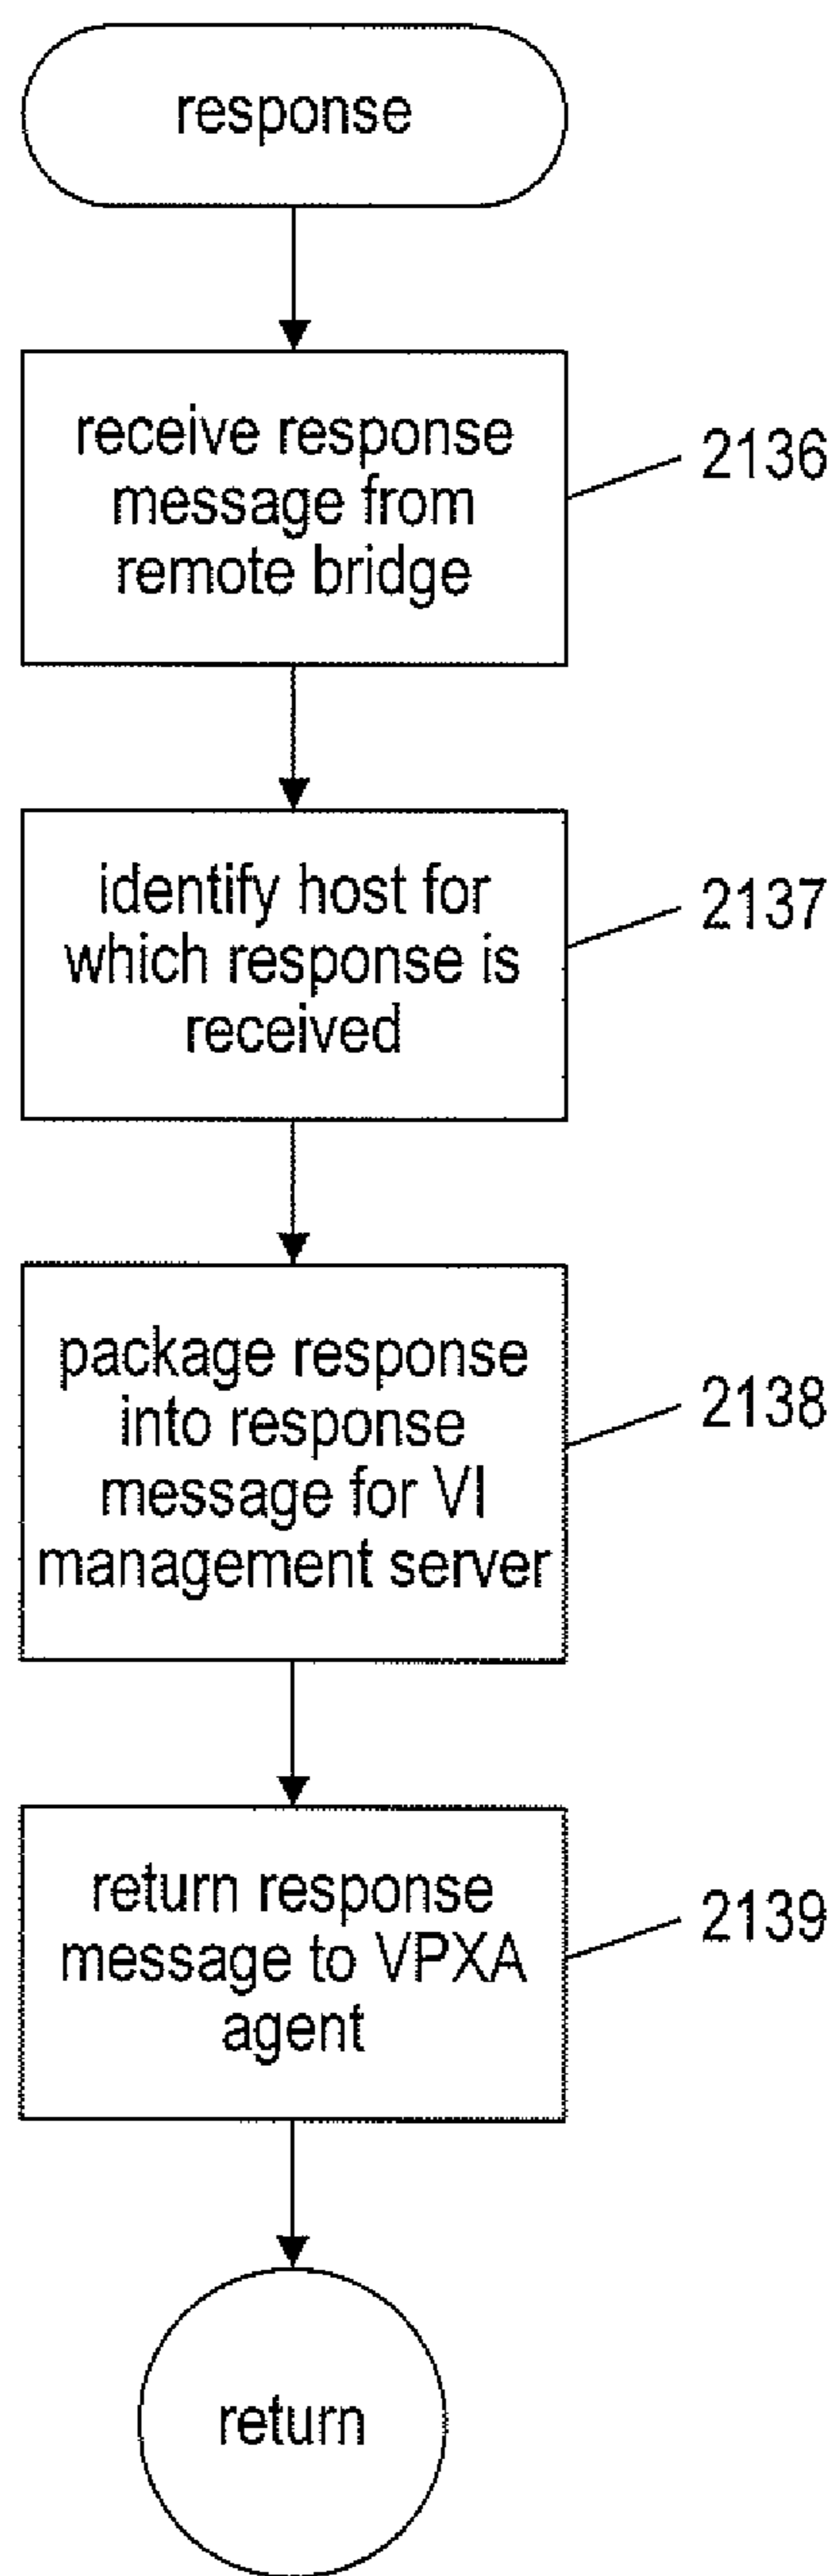 response
receive response
message from
remote bridge
2136
identify host for
which response is
received
2137
package response
into response
message for VI
management server
2138
return response
message to VPXA
agent
2139
return